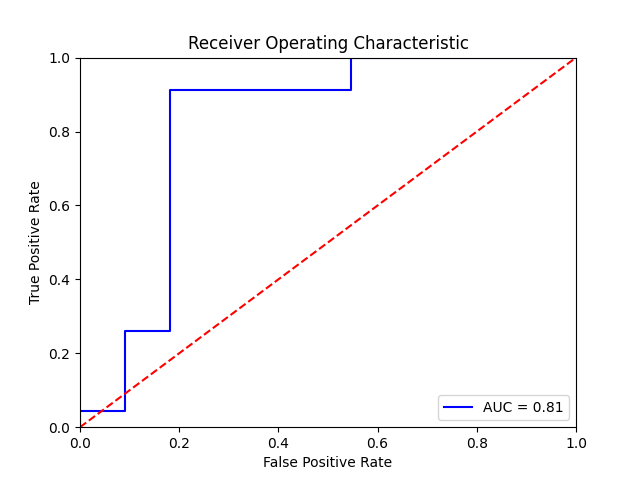 Receiver Operating Characteristic
1.0
0.8
0.6
0.4
0.2
0.0
True Positive Rate
0.0 0.2 0.4 0.6 0.8 1.0
False Positive Rate
AUC = 0.81